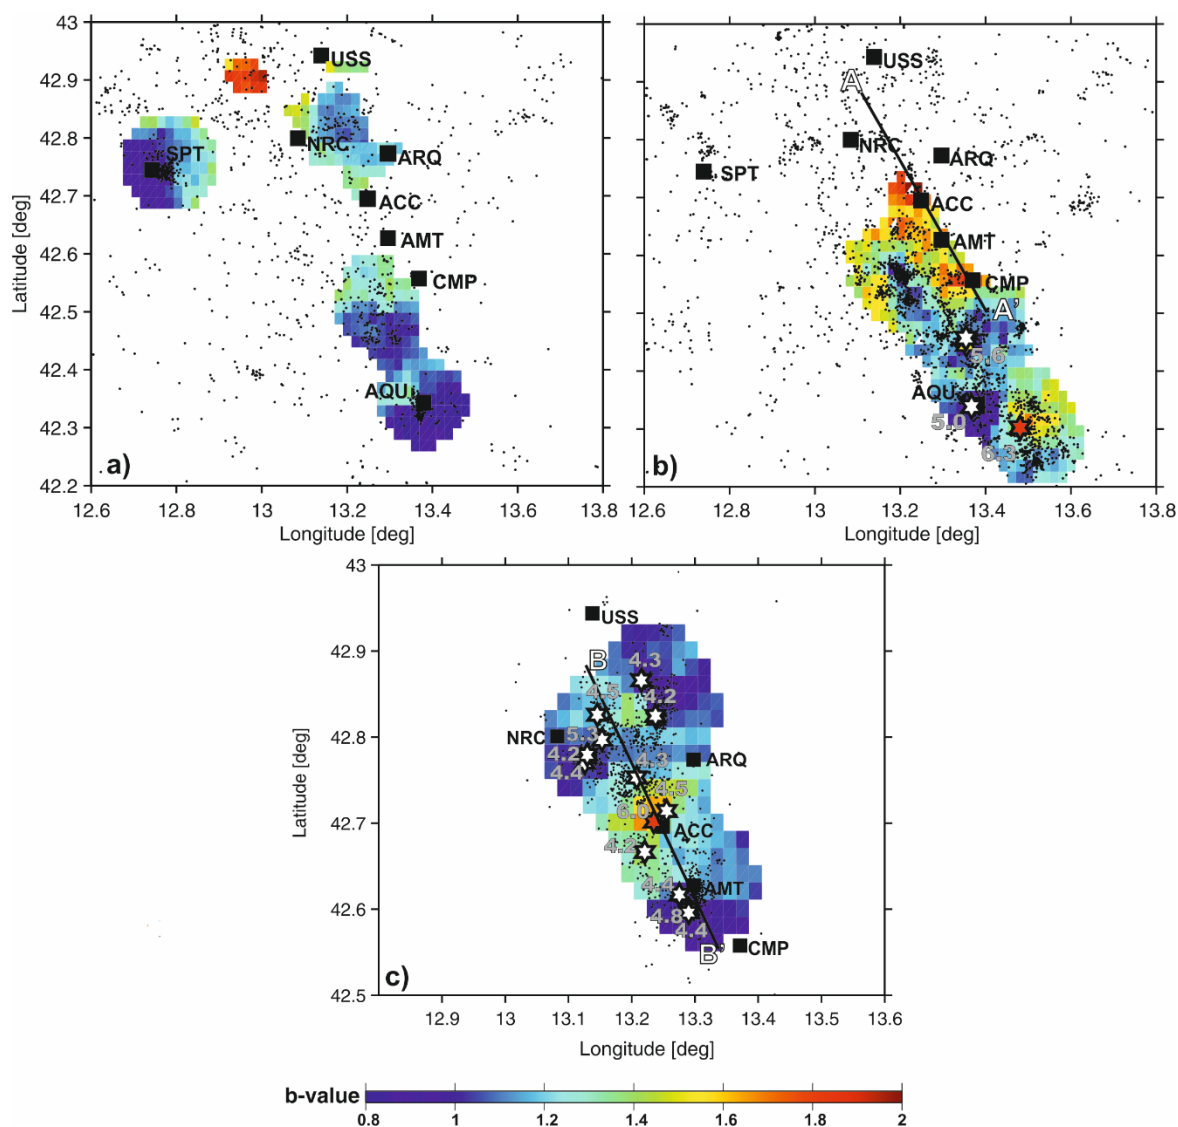 43
42.9
42.8
42.7
42.6
42.5
42.4
42.3
42.2
Latitude [deg]
USS
NRC
SPT
ARQ
ACC
AMT
CMP
AQU
a)
12.6 12.8 13 13.2 13.4 13.6 13.8
Longitude [deg]
USS
A
NRC
ARQ
SPT
ACC
AMT
CMP
A'
5.6
AQU
5.0
6.3
b)
12.6 12.8 13 13.2 13.4 13.6 13.8
Longitude [deg]
43
42.9
42.8
42.7
42.6
42.5
Latitude [deg]
USS
B
4.3
4.5
4.2
NRC
5.3
4.2
4.4
4.3
ARQ
4.5
6.0
ACC
4.2
4.4
AMT
4.8
4.4
B'
CMP
c)
12.9 13 13.1 13.2 13.3 13.4 13.5 13.6
Longitude [deg]
b-value
0.8 1 1.2 1.4 1.6 1.8 2